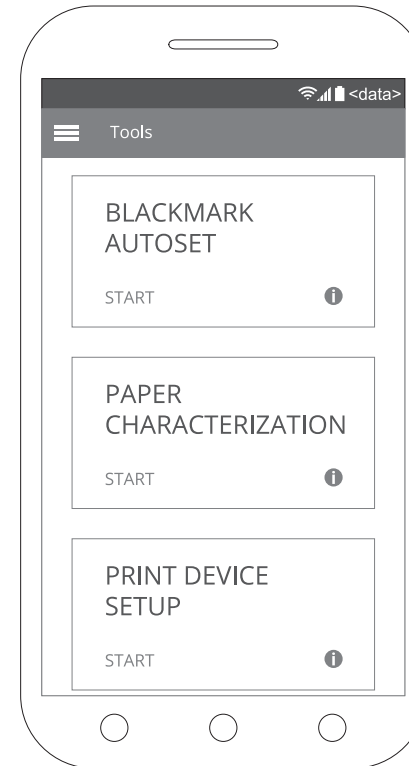 <data>
Tools
BLACKMARK
AUTOSET
START
PAPER
CHARACTERIZATION
START
PRINT DEVICE
SETUP
START